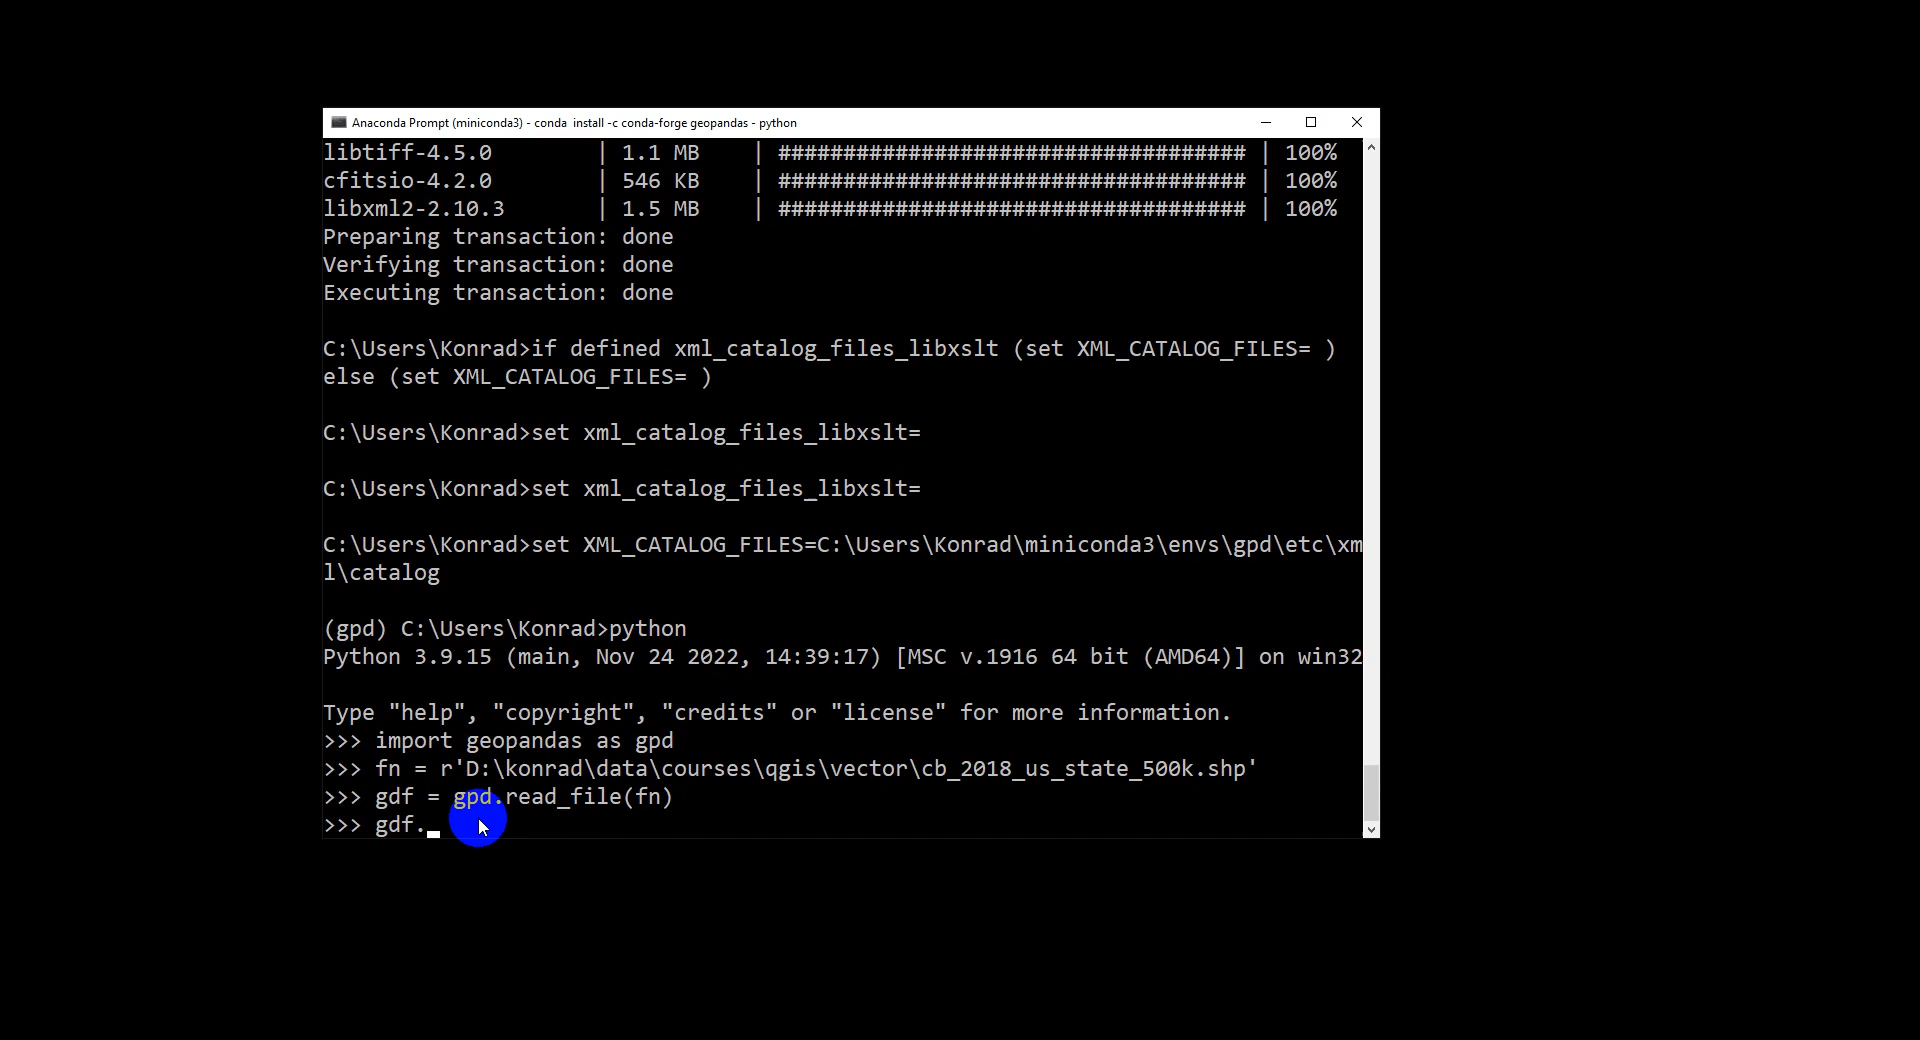 Anaconda Prompt (miniconda3) - conda  install -c conda-forge geopandas - python
libtiff-4.5.0        | 1.1 MB    | #################################### | 100%
cfitsio-4.2.0        | 546 KB    | #################################### | 100%
libxml2-2.10.3       | 1.5 MB    | #################################### | 100%
Preparing transaction: done
Verifying transaction: done
Executing transaction: done
C:\Users\Konrad>if defined xml_catalog_files_libxslt (set XML_CATALOG_FILES= )
else (set XML_CATALOG_FILES= )
C:\Users\Konrad>set xml_catalog_files_libxslt=
C:\Users\Konrad>set xml_catalog_files_libxslt=
C:\Users\Konrad>set XML_CATALOG_FILES=C:\Users\Konrad\miniconda3\envs\gpd\etc\xm
l\catalog
(gpd) C:\Users\Konrad>python
Python 3.9.15 (main, Nov 24 2022, 14:39:17) [MSC v.1916 64 bit (AMD64)] on win32
Type "help", "copyright", "credits" or "license" for more information.
>>> import geopandas as gpd
>>> fn = r'D:\konrad\data\courses\qgis\vector\cb_2018_us_state_500k.shp'
>>> gdf = gpd.read_file(fn)
>>> gdf.